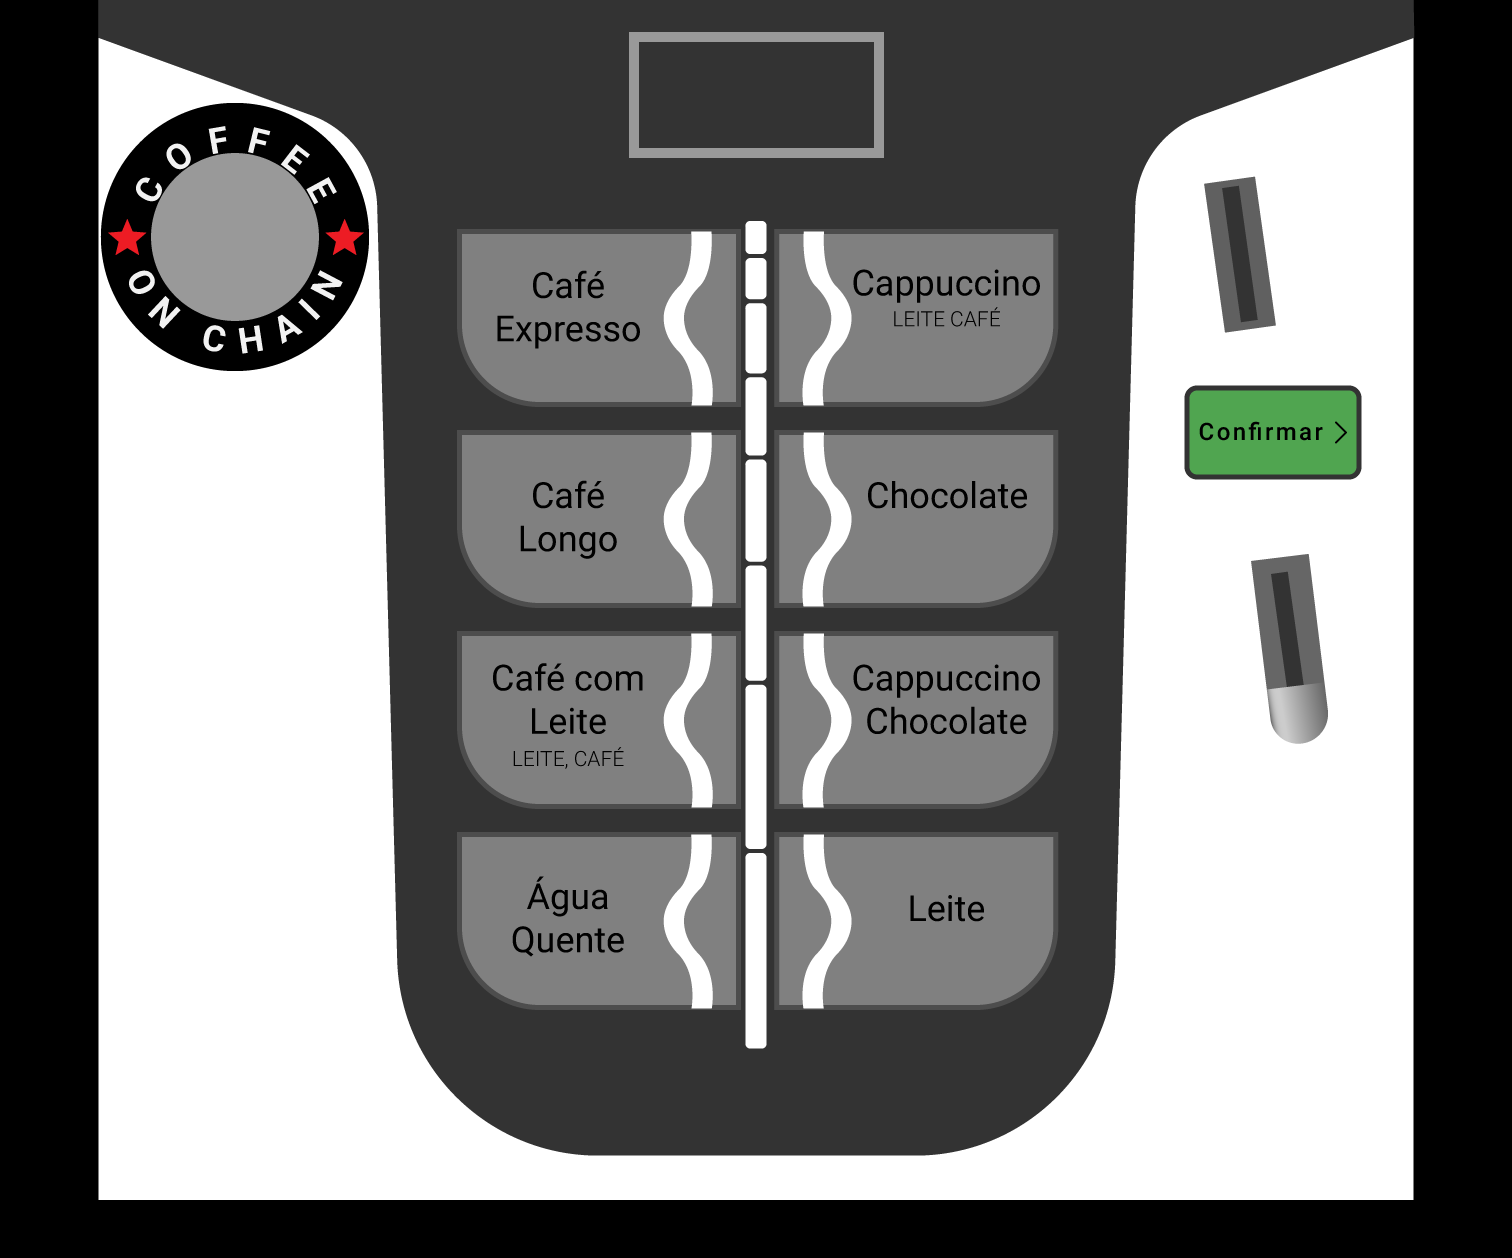 COFFEE
ON CHAIN
Café
Expresso
Cappuccino
LEITE CAFÉ
Café
Longo
Chocolate
Café com
Leite
LEITE, CAFÉ
Cappuccino
Chocolate
Água
Quente
Leite
Confirmar >